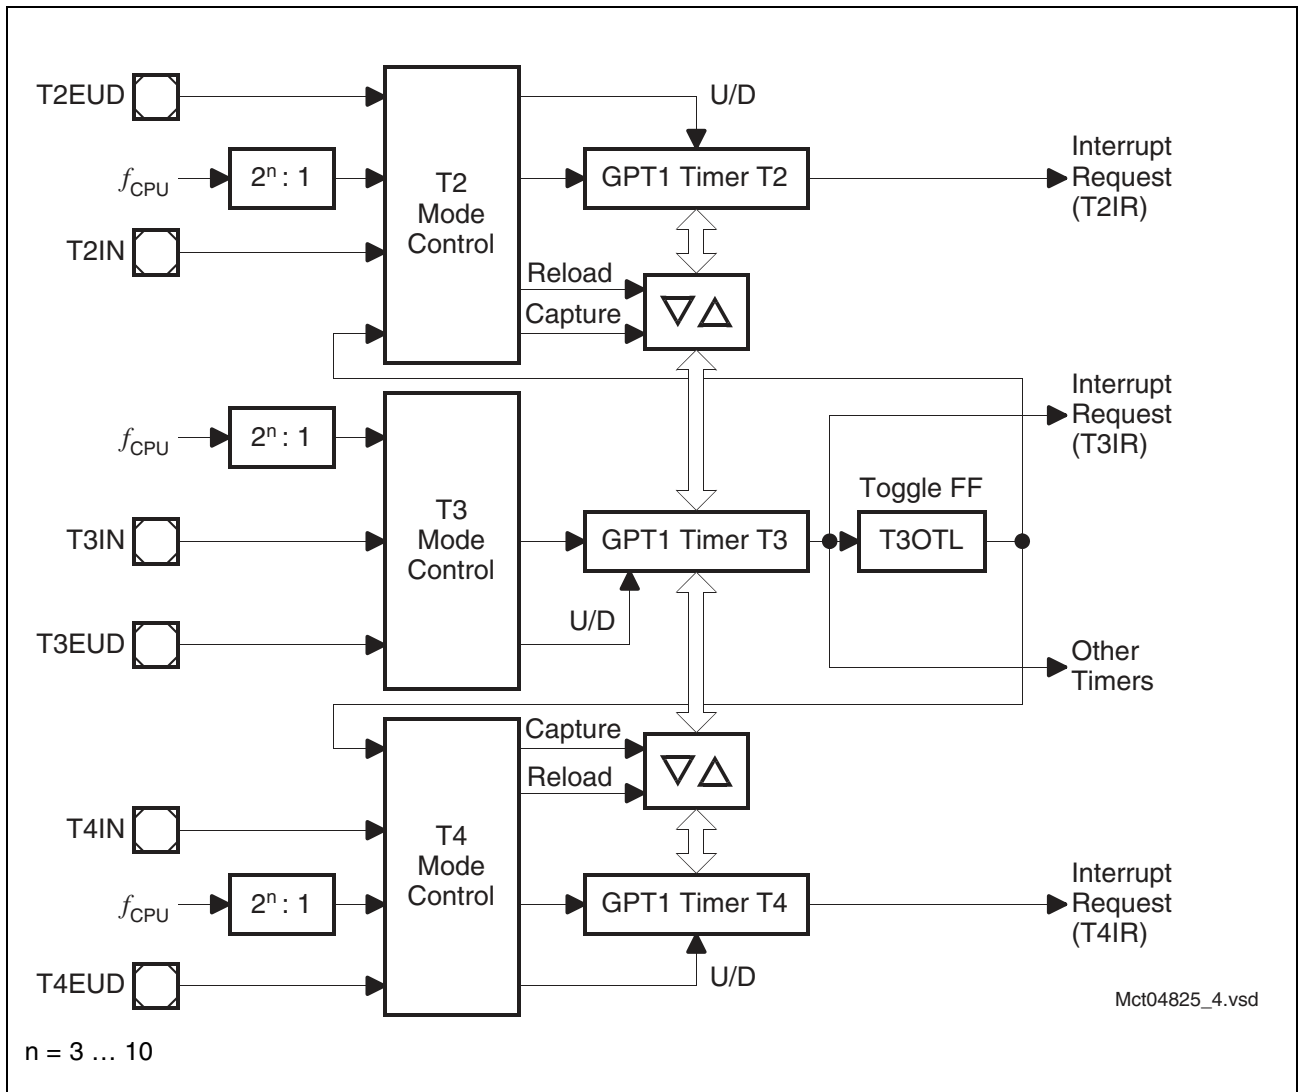 T2EUD
U/D
fCPU
2ⁿ : 1
T2
Mode
Control
GPT1 Timer T2
Interrupt
Request
(T2IR)
T2IN
Reload
Capture
▽△
fCPU
2ⁿ : 1
Interrupt
Request
(T3IR)
Toggle FF
T3IN
T3
Mode
Control
GPT1 Timer T3
T3OTL
U/D
T3EUD
Other
Timers
Capture
Reload
▽△
T4IN
T4
Mode
Control
fCPU
2ⁿ : 1
GPT1 Timer T4
Interrupt
Request
(T4IR)
T4EUD
U/D
Mct04825_4.vsd
n = 3 … 10